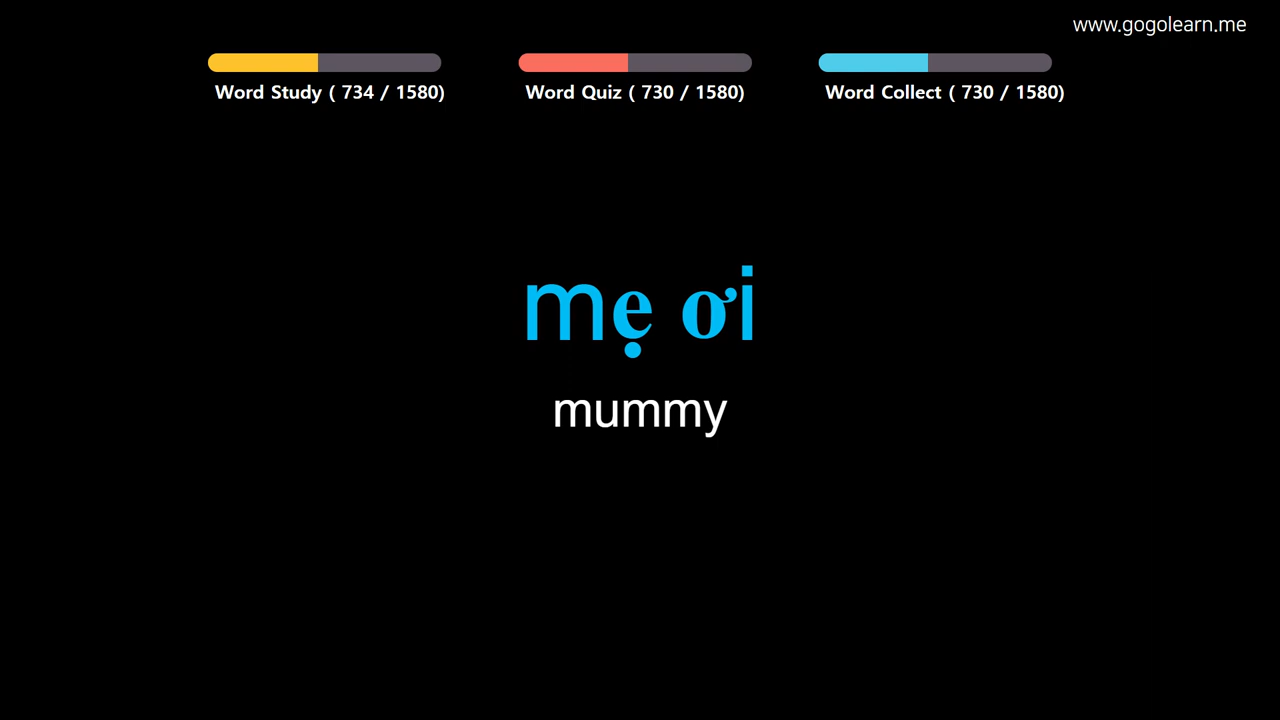 www.gogolearn.me
Word Study ( 734 / 1580)
Word Quiz ( 730 / 1580)
Word Collect ( 730 / 1580)
mẹ ơi
mummy